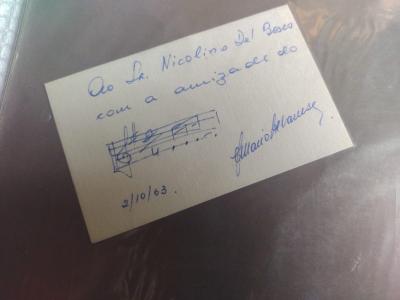 Ao Sr. Nicolino Del Bosco
com a amizade do
2/10/63.